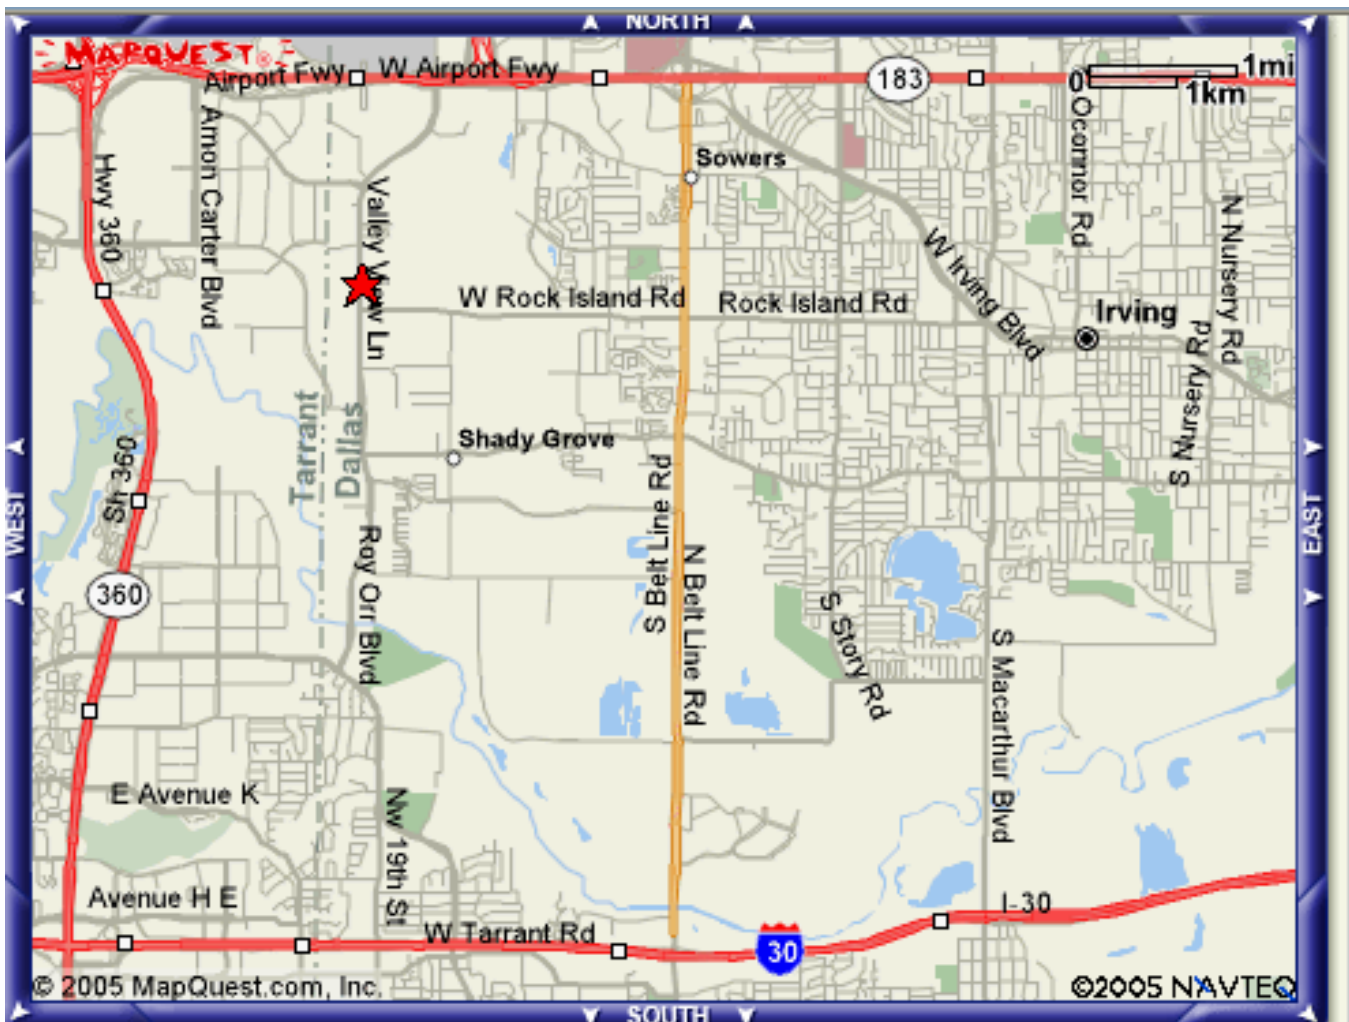 NORTH
MAPQUEST
Airport Fwy
W Airport Fwy
183
0
1mi
1km
Hwy 360
Amon Carter Blvd
Valley View Ln
Sowers
Oconnor Rd
N Nursery Rd
W Irving Blvd
W Rock Island Rd
Rock Island Rd
Irving
S Nursery Rd
Tarrant
Dallas
Shady Grove
Sh 360
WEST
EAST
360
Roy Orr Blvd
S Belt Line Rd
N Belt Line Rd
S Story Rd
S Macarthur Blvd
E Avenue K
Nw 19th St
Avenue H E
W Tarrant Rd
30
I-30
© 2005 MapQuest.com, Inc.
©2005 NAVTEQ
SOUTH